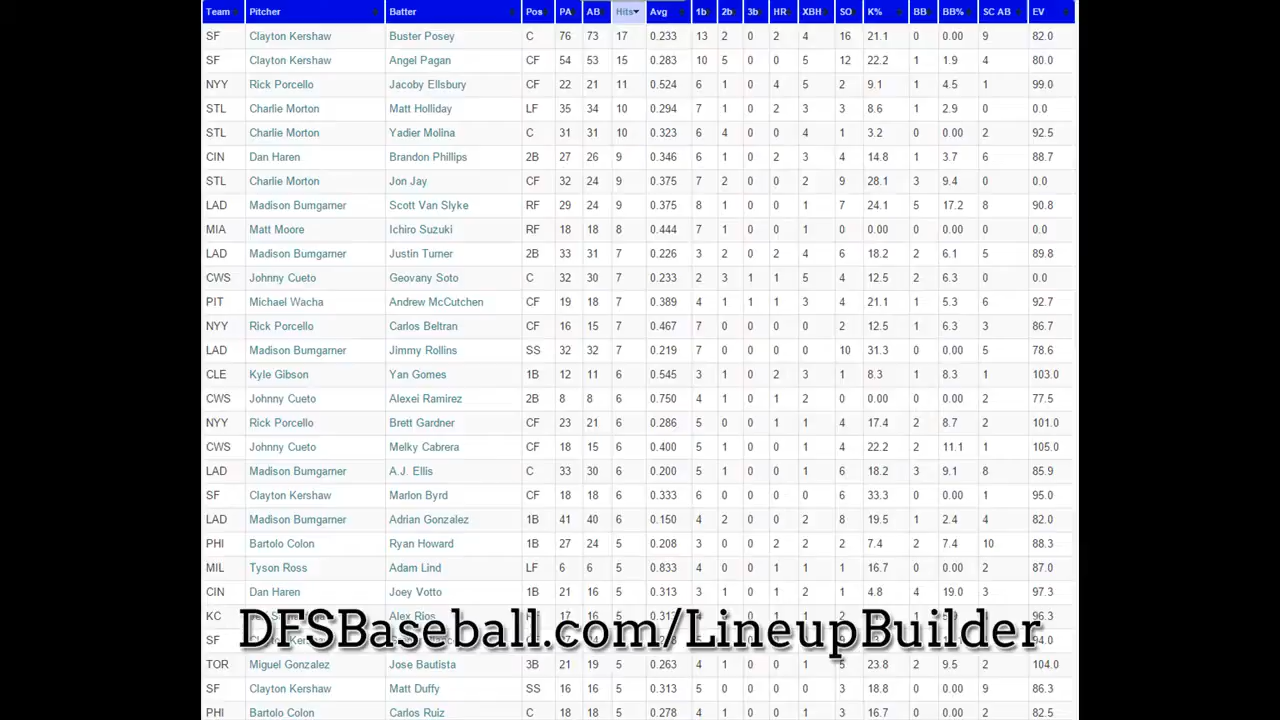 Team Pitcher Batter Pos PA AB Hits Avg 1b 2b 3b HR XBH SO K% BB BB% SC AB EV
SF Clayton Kershaw Buster Posey C 76 73 17 0.233 13 2 0 2 4 16 21.1 0 0.00 9 82.0
SF Clayton Kershaw Angel Pagan CF 54 53 15 0.283 10 5 0 0 5 12 22.2 1 1.9 4 80.0
NYY Rick Porcello Jacoby Ellsbury CF 22 21 11 0.524 6 1 0 4 5 2 9.1 1 4.5 1 99.0
STL Charlie Morton Matt Holliday LF 35 34 10 0.294 7 1 0 2 3 3 8.6 1 2.9 0 0.0
STL Charlie Morton Yadier Molina C 31 31 10 0.323 6 4 0 0 4 1 3.2 0 0.00 2 92.5
CIN Dan Haren Brandon Phillips 2B 27 26 9 0.346 6 1 0 2 3 4 14.8 1 3.7 6 88.7
STL Charlie Morton Jon Jay CF 32 24 9 0.375 7 2 0 0 2 9 28.1 3 9.4 0 0.0
LAD Madison Bumgarner Scott Van Slyke RF 29 24 9 0.375 8 1 0 0 1 7 24.1 5 17.2 8 90.8
MIA Matt Moore Ichiro Suzuki RF 18 18 8 0.444 7 1 0 0 1 0 0.00 0 0.00 0 0.0
LAD Madison Bumgarner Justin Turner 2B 33 31 7 0.226 3 2 0 2 4 6 18.2 2 6.1 5 89.8
CWS Johnny Cueto Geovany Soto C 32 30 7 0.233 2 3 1 1 5 4 12.5 2 6.3 0 0.0
PIT Michael Wacha Andrew McCutchen CF 19 18 7 0.389 4 1 1 1 3 4 21.1 1 5.3 6 92.7
NYY Rick Porcello Carlos Beltran CF 16 15 7 0.467 7 0 0 0 0 2 12.5 1 6.3 3 86.7
LAD Madison Bumgarner Jimmy Rollins SS 32 32 7 0.219 7 0 0 0 0 10 31.3 0 0.00 5 78.6
CLE Kyle Gibson Yan Gomes 1B 12 11 6 0.545 3 1 0 2 3 1 8.3 1 8.3 1 103.0
CWS Johnny Cueto Alexei Ramirez 2B 8 8 6 0.750 4 1 0 1 2 0 0.00 0 0.00 2 77.5
NYY Rick Porcello Brett Gardner CF 23 21 6 0.286 5 0 0 1 1 4 17.4 2 8.7 2 101.0
CWS Johnny Cueto Melky Cabrera CF 18 15 6 0.400 5 1 0 0 1 4 22.2 2 11.1 1 105.0
LAD Madison Bumgarner A.J. Ellis C 33 30 6 0.200 5 1 0 0 1 6 18.2 3 9.1 8 85.9
SF Clayton Kershaw Marlon Byrd CF 18 18 6 0.333 6 0 0 0 0 6 33.3 0 0.00 1 95.0
LAD Madison Bumgarner Adrian Gonzalez 1B 41 40 6 0.150 4 2 0 0 2 8 19.5 1 2.4 4 82.0
PHI Bartolo Colon Ryan Howard 1B 27 24 5 0.208 3 0 0 2 2 2 7.4 2 7.4 10 88.3
MIL Tyson Ross Adam Lind LF 6 6 5 0.833 4 0 0 1 1 1 16.7 0 0.00 2 87.0
CIN Dan Haren Joey Votto 1B 21 16 5 0.313 3 1 0 1 2 1 4.8 4 19.0 3 97.3
KC Alex Rios 17 16 5 1 0 0 1 96.3
DFSBaseball.com/LineupBuilder
SF 94.0
TOR Miguel Gonzalez Jose Bautista 3B 21 19 5 0.263 4 1 0 0 1 5 23.8 2 9.5 2 104.0
SF Clayton Kershaw Matt Duffy SS 16 16 5 0.313 5 0 0 0 0 3 18.8 0 0.00 9 86.3
PHI Bartolo Colon Carlos Ruiz C 18 18 5 0.278 4 1 0 0 1 3 16.7 0 0.00 2 82.5